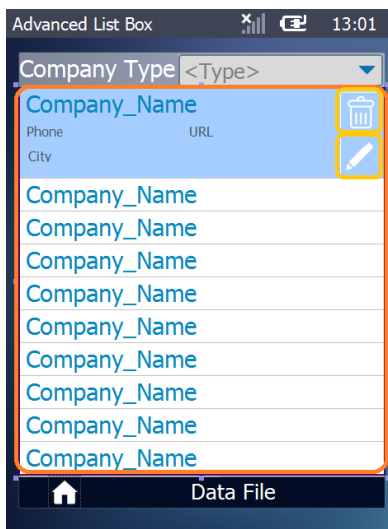 Advanced List Box 13:01
Company Type <Type>
Company_Name
Phone URL
City
Company_Name
Company_Name
Company_Name
Company_Name
Company_Name
Company_Name
Company_Name
Company_Name
Company_Name
Data File